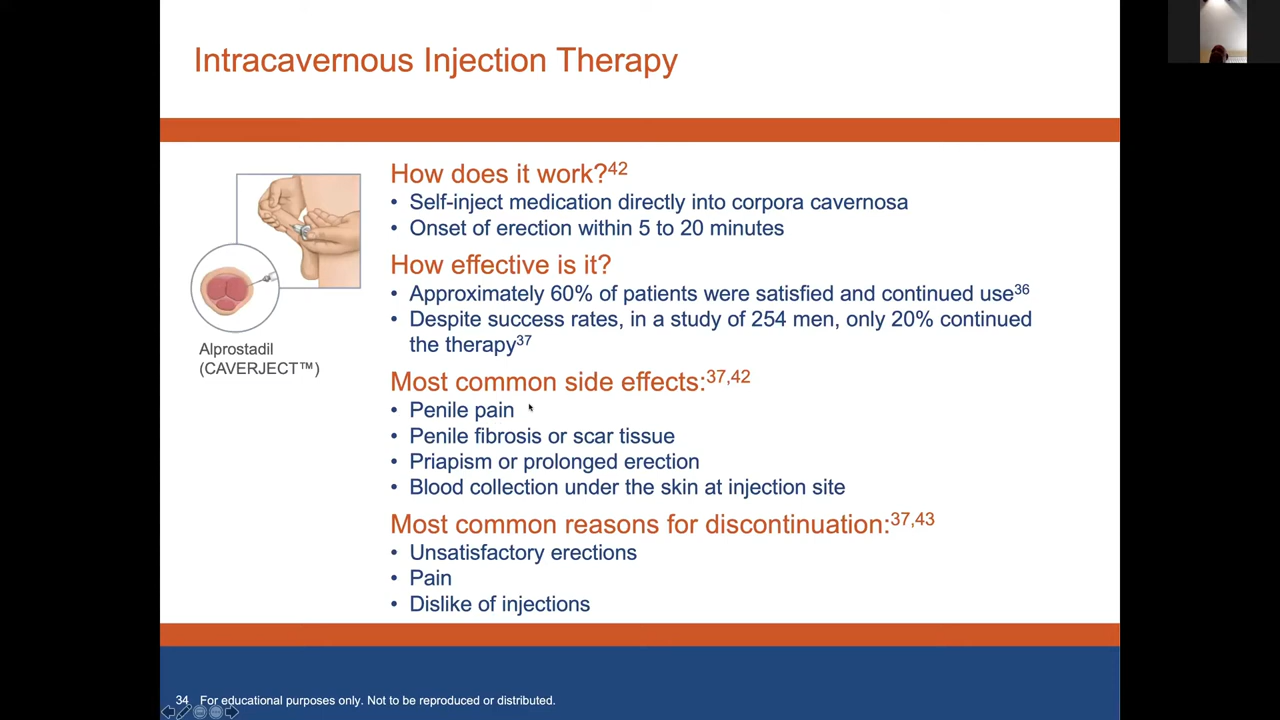 Intracavernous Injection Therapy
How does it work?42
• Self-inject medication directly into corpora cavernosa
• Onset of erection within 5 to 20 minutes
How effective is it?
• Approximately 60% of patients were satisfied and continued use36
• Despite success rates, in a study of 254 men, only 20% continued
the therapy37
Alprostadil
(CAVERJECT™)
Most common side effects:37,42
• Penile pain
• Penile fibrosis or scar tissue
• Priapism or prolonged erection
• Blood collection under the skin at injection site
Most common reasons for discontinuation:37,43
• Unsatisfactory erections
• Pain
• Dislike of injections
34 For educational purposes only. Not to be reproduced or distributed.